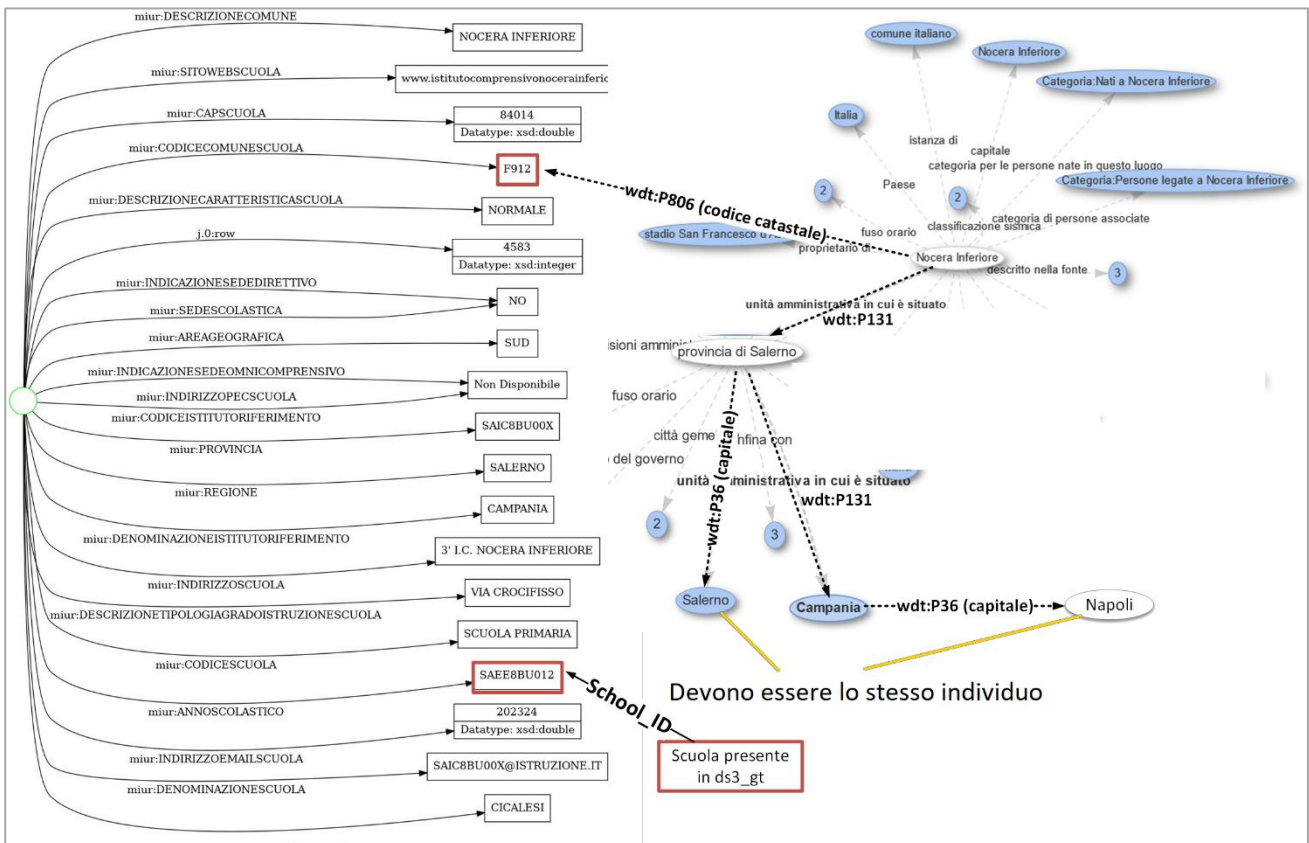 miur:DESCRIZIONECOMUNE
NOCERA INFERIORE
miur:SITOWEBSCUOLA
www.istitutocomprensivonocerainferio
miur:CAPSCUOLA
84014
Datatype: xsd:double
miur:CODICECOMUNESCUOLA
F912
miur:DESCRIZIONECARATTERISTICASCUOLA
NORMALE
j.0:row
4583
Datatype: xsd:integer
miur:INDICAZIONESEDEDIRETTIVO
NO
miur:SEDESCOLASTICA
miur:AREAGEOGRAFICA
SUD
miur:INDICAZIONESEDEOMNICOMPRENSIVO
Non Disponibile
miur:INDIRIZZOPECSCUOLA
miur:CODICEISTITUTORIFERIMENTO
SAIC8BU00X
miur:PROVINCIA
SALERNO
miur:REGIONE
CAMPANIA
miur:DENOMINAZIONEISTITUTORIFERIMENTO
3' I.C. NOCERA INFERIORE
miur:INDIRIZZOSCUOLA
VIA CROCIFISSO
miur:DESCRIZIONETIPOLOGIAGRADOISTRUZIONESCUOLA
SCUOLA PRIMARIA
miur:CODICESCUOLA
SAEE8BU012
miur:ANNOSCOLASTICO
202324
Datatype: xsd:double
miur:INDIRIZZOEMAILSCUOLA
SAIC8BU00X@ISTRUZIONE.IT
miur:DENOMINAZIONESCUOLA
CICALESI
comune italiano
Nocera Inferiore
Categoria:Nati a Nocera Inferiore
Italia
istanza di
capitale
categoria per le persone nate in questo luogo
Categoria:Persone legate a Nocera Inferiore
Paese
2
2
wdt:P806 (codice catastale)
categoria di persone associate
classificazione sismica
fuso orario
stadio San Francesco
proprietario di
Nocera Inferiore
descritto nella fonte
3
unità amministrativa in cui è situato
wdt:P131
provincia di Salerno
fuso orario
città geme
con
del governo
wdt:P36 (capitale)
unità amministrativa in cui è situato
wdt:P131
2
3
Salerno
Campania
wdt:P36 (capitale)
Napoli
Devono essere lo stesso individuo
School_ID
Scuola presente
in ds3_gt